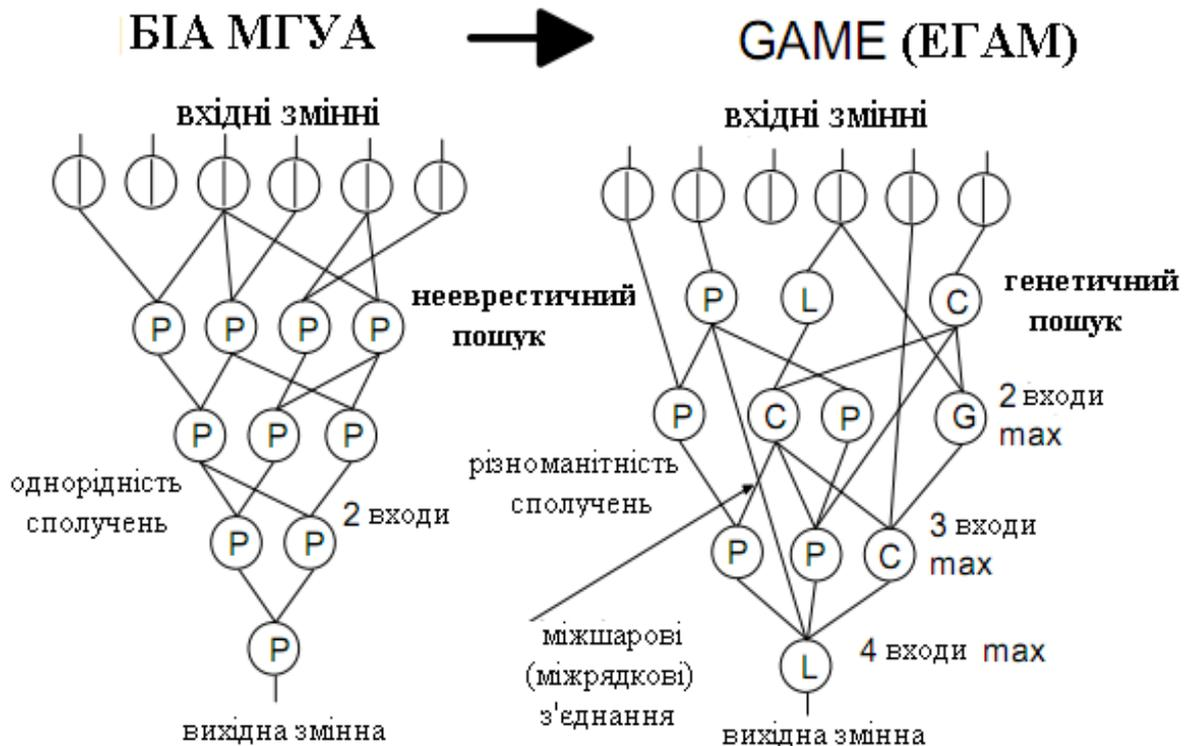 БІА МГУА
GAME (ЕГАМ)
вхідні змінні
P P P P
нееврестичний
пошук
P P P
однорідність
сполучень
2 входи
P P
P
вихідна змінна
вхідні змінні
P L C
генетичний
пошук
P C P G
2 входи
max
різноманітність
сполучень
P P C
3 входи
max
міжшарові
(міжрядкові)
з'єднання
L
4 входи max
вихідна змінна